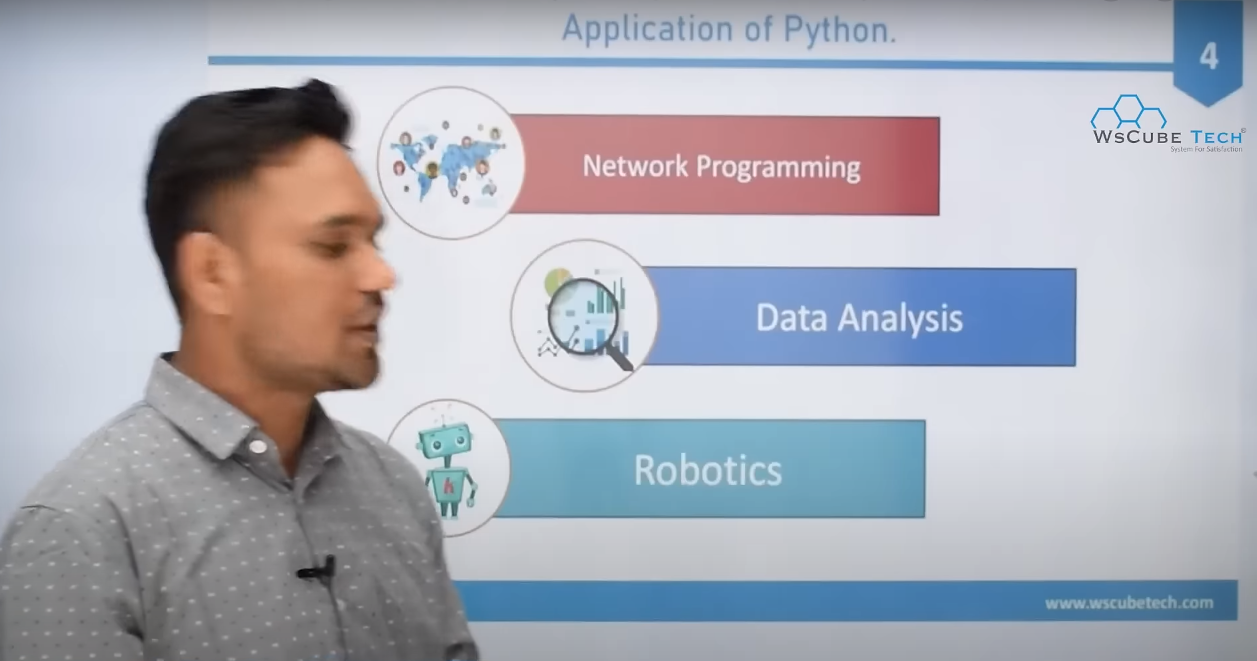 Application of Python.
4
WsCube Tech
System For Satisfaction
Network Programming
Data Analysis
Robotics
www.wscubetech.com